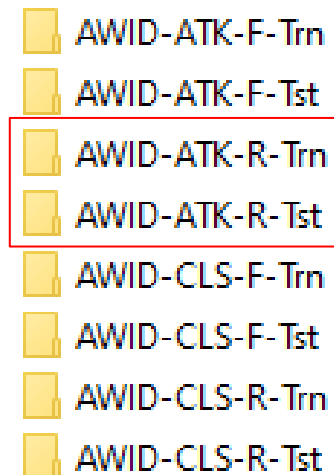 AWID-ATK-F-Trn
AWID-ATK-F-Tst
AWID-ATK-R-Trn
AWID-ATK-R-Tst
AWID-CLS-F-Trn
AWID-CLS-F-Tst
AWID-CLS-R-Trn
AWID-CLS-R-Tst